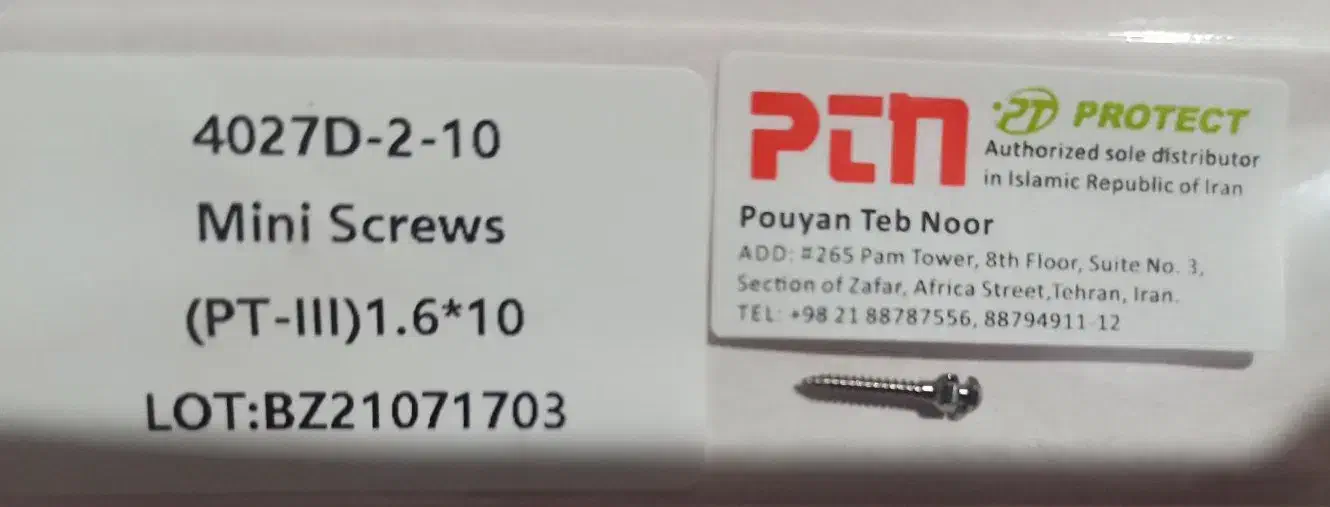 4027D-2-10
Mini Screws
(PT-III)1.6*10
LOT:BZ21071703
PTN
PT PROTECT
Authorized sole distributor
in Islamic Republic of Iran
Pouyan Teb Noor
ADD: #265 Pam Tower, 8th Floor, Suite No. 3,
Section of Zafar, Africa Street,Tehran, Iran.
TEL: +98 21 88787556, 88794911-12